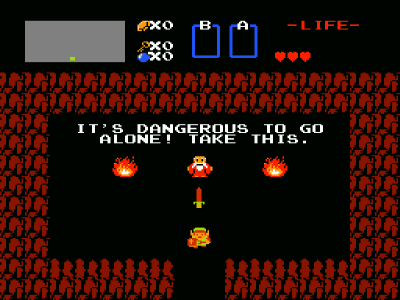 X0 B A -LIFE-
X0
X0
IT'S DANGEROUS TO GO
ALONE! TAKE THIS.